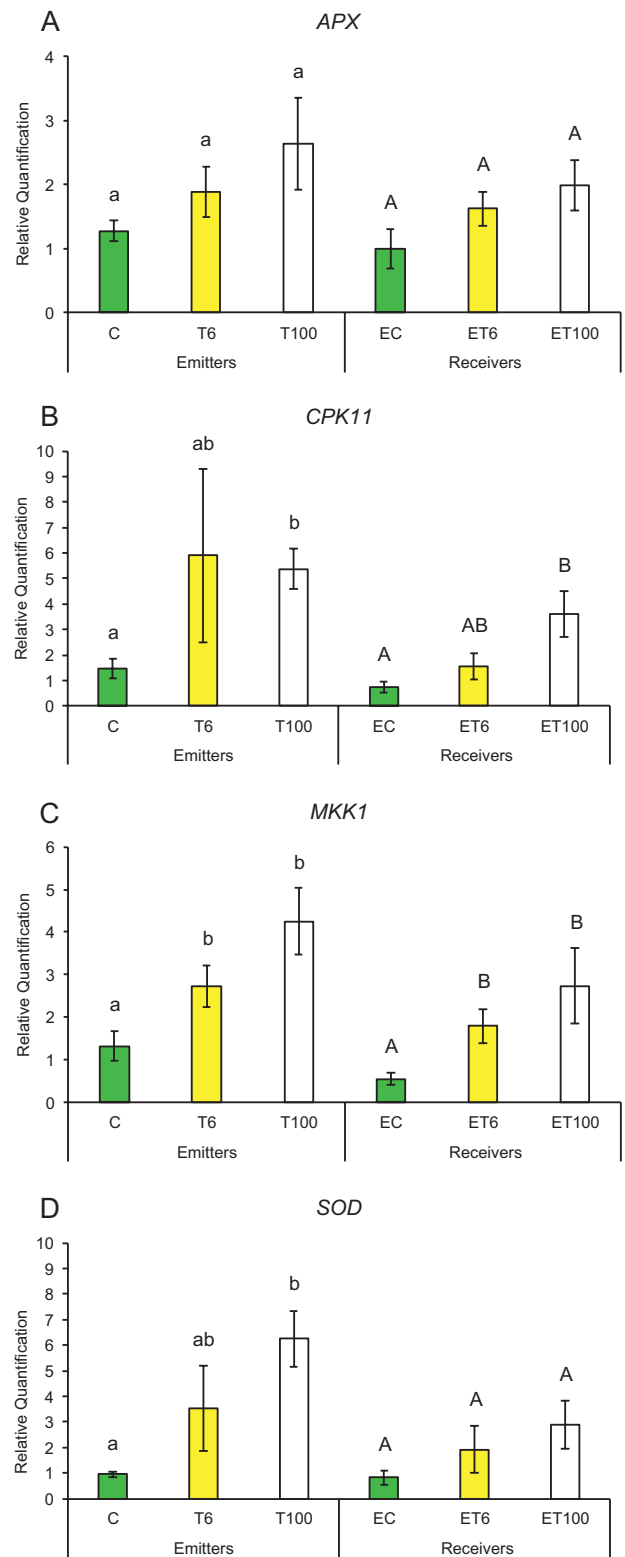 A
APX
4
3
2
1
0
Relative Quantification
a a a A A A
C T6 T100 EC ET6 ET100
Emitters Receivers
B
CPK11
10
9
8
7
6
5
4
3
2
1
0
Relative Quantification
a ab b A AB B
C T6 T100 EC ET6 ET100
Emitters Receivers
C
MKK1
6
5
4
3
2
1
0
Relative Quantification
a b b A B B
C T6 T100 EC ET6 ET100
Emitters Receivers
D
SOD
10
9
8
7
6
5
4
3
2
1
0
Relative Quantification
a ab b A A A
C T6 T100 EC ET6 ET100
Emitters Receivers